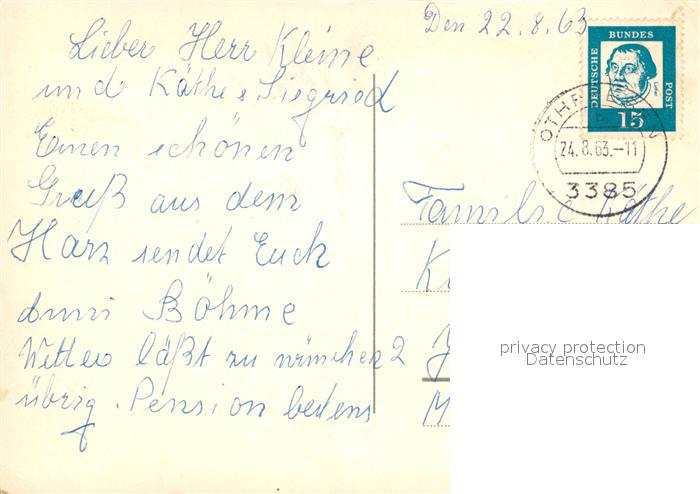 Den 22.8.63
Lieber Herr Kleine
und Käthe & Siegried
Einen schönen
Gruß aus dem
Harz sendet Euch
Böhme
Wetter läßt zu wünschen
übrig. Pension bestens
DEUTSCHE BUNDES POST
15
24.8.63.-11
3385
Familie Käthe
privacy protection
Datenschutz